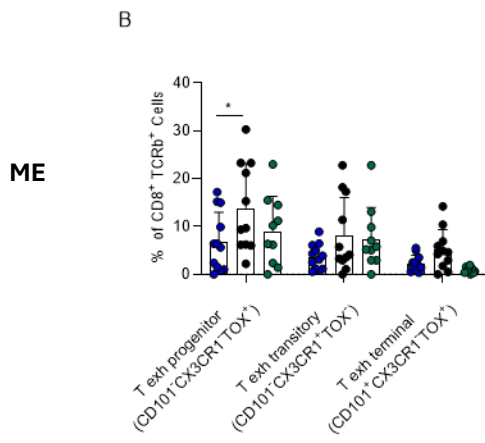 B
ME
% of CD8⁺ TCRb⁺ Cells
40
30
20
10
0
*
T exh progenitor
(CD101⁻CX3CR1⁻TOX⁺)
T exh transitory
(CD101⁻CX3CR1⁺TOX⁻)
T exh terminal
(CD101⁺CX3CR1⁻TOX⁺)